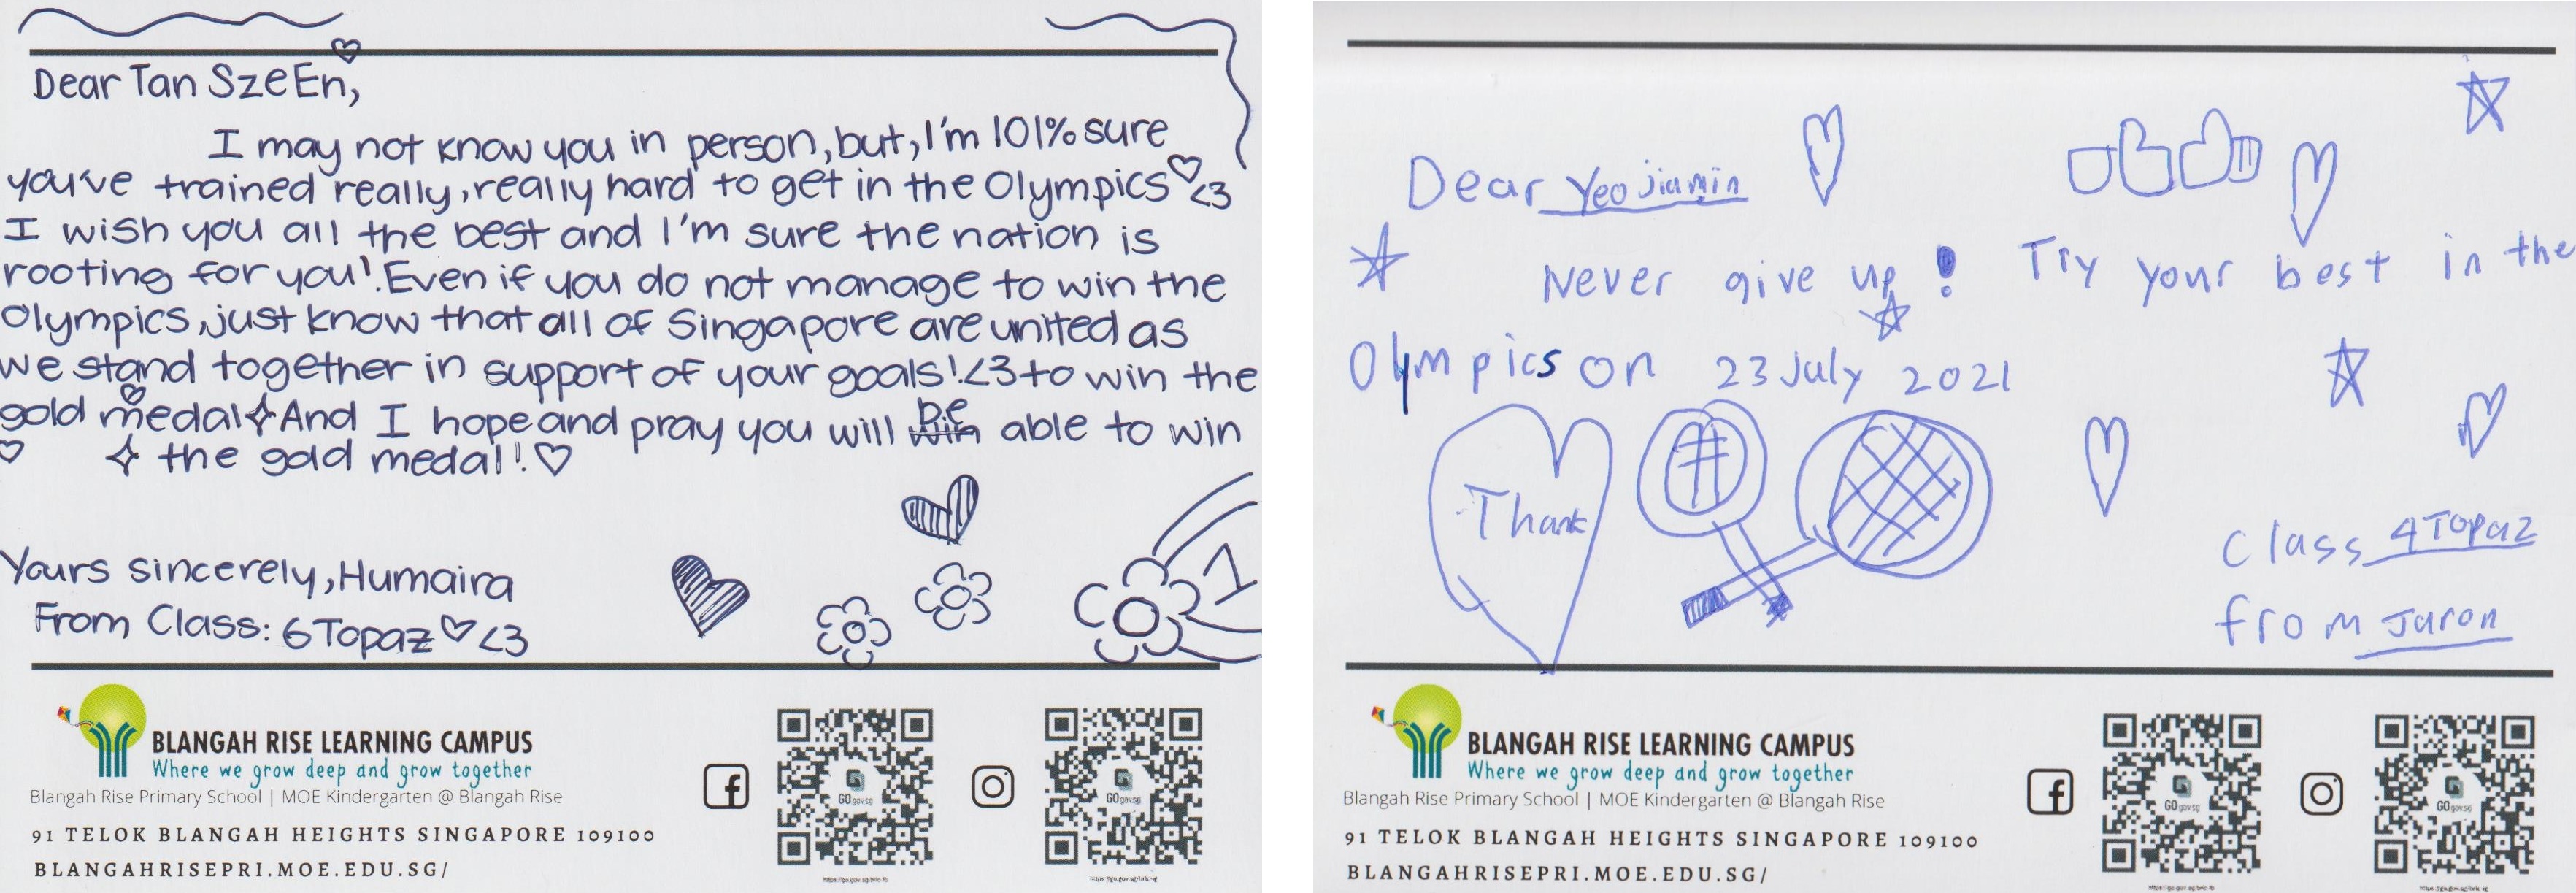 Dear Tan Sze En,
I may not know you in person, but, I'm 101% sure
you've trained really, really hard to get in the Olympics ♡ <3
I wish you all the best and I'm sure the nation is
rooting for you! Even if you do not manage to win the
Olympics, just know that all of Singapore are united as
we stand together in support of your goals! <3 to win the
gold medal And I hope and pray you will be able to win
the gold medal! ♡
Yours sincerely, Humaira
From Class: 6 Topaz ♡ <3
1
BLANGAH RISE LEARNING CAMPUS
Where we grow deep and grow together
Blangah Rise Primary School | MOE Kindergarten @ Blangah Rise
91 TELOK BLANGAH HEIGHTS SINGAPORE 109100
BLANGAHRISEPRI.MOE.EDU.SG/
GO.gov.sg
GO.gov.sg
Dear Yeo jiamin
Never give up! Try your best in the
Olympics on 23 July 2021
Thank
Class 4 Topaz
from Jaron
BLANGAH RISE LEARNING CAMPUS
Where we grow deep and grow together
Blangah Rise Primary School | MOE Kindergarten @ Blangah Rise
91 TELOK BLANGAH HEIGHTS SINGAPORE 109100
BLANGAHRISEPRI.MOE.EDU.SG/
GO.gov.sg
GO.gov.sg